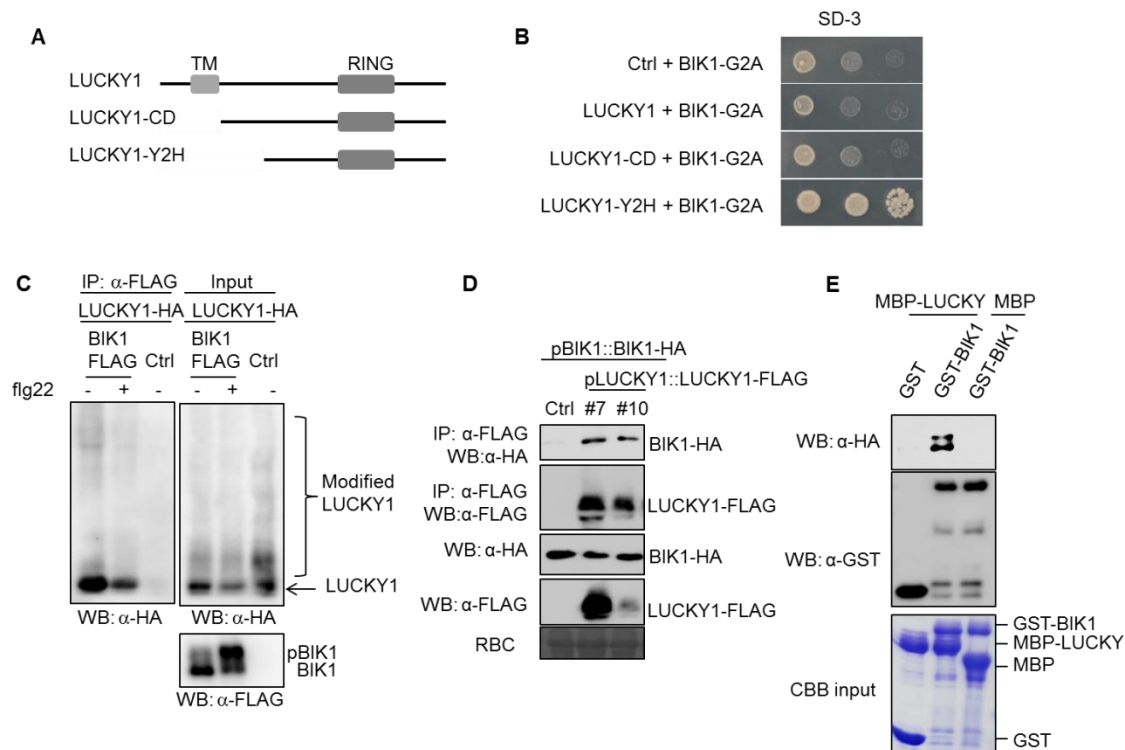 A
TM RING
LUCKY1
LUCKY1-CD
LUCKY1-Y2H
B
SD-3
Ctrl + BIK1-G2A
LUCKY1 + BIK1-G2A
LUCKY1-CD + BIK1-G2A
LUCKY1-Y2H + BIK1-G2A
C
IP: α-FLAG Input
LUCKY1-HA LUCKY1-HA
BIK1 BIK1
FLAG Ctrl FLAG Ctrl
flg22 - + - - + -
Modified
LUCKY1
LUCKY1
WB: α-HA WB: α-HA
pBIK1
BIK1
WB: α-FLAG
D
pBIK1::BIK1-HA
pLUCKY1::LUCKY1-FLAG
Ctrl #7 #10
IP: α-FLAG
WB:α-HA
BIK1-HA
IP: α-FLAG
WB:α-FLAG
LUCKY1-FLAG
WB: α-HA BIK1-HA
WB: α-FLAG LUCKY1-FLAG
RBC
E
MBP-LUCKY MBP
GST GST-BIK1 GST-BIK1
WB: α-HA
WB: α-GST
GST-BIK1
MBP-LUCKY
MBP
CBB input
GST